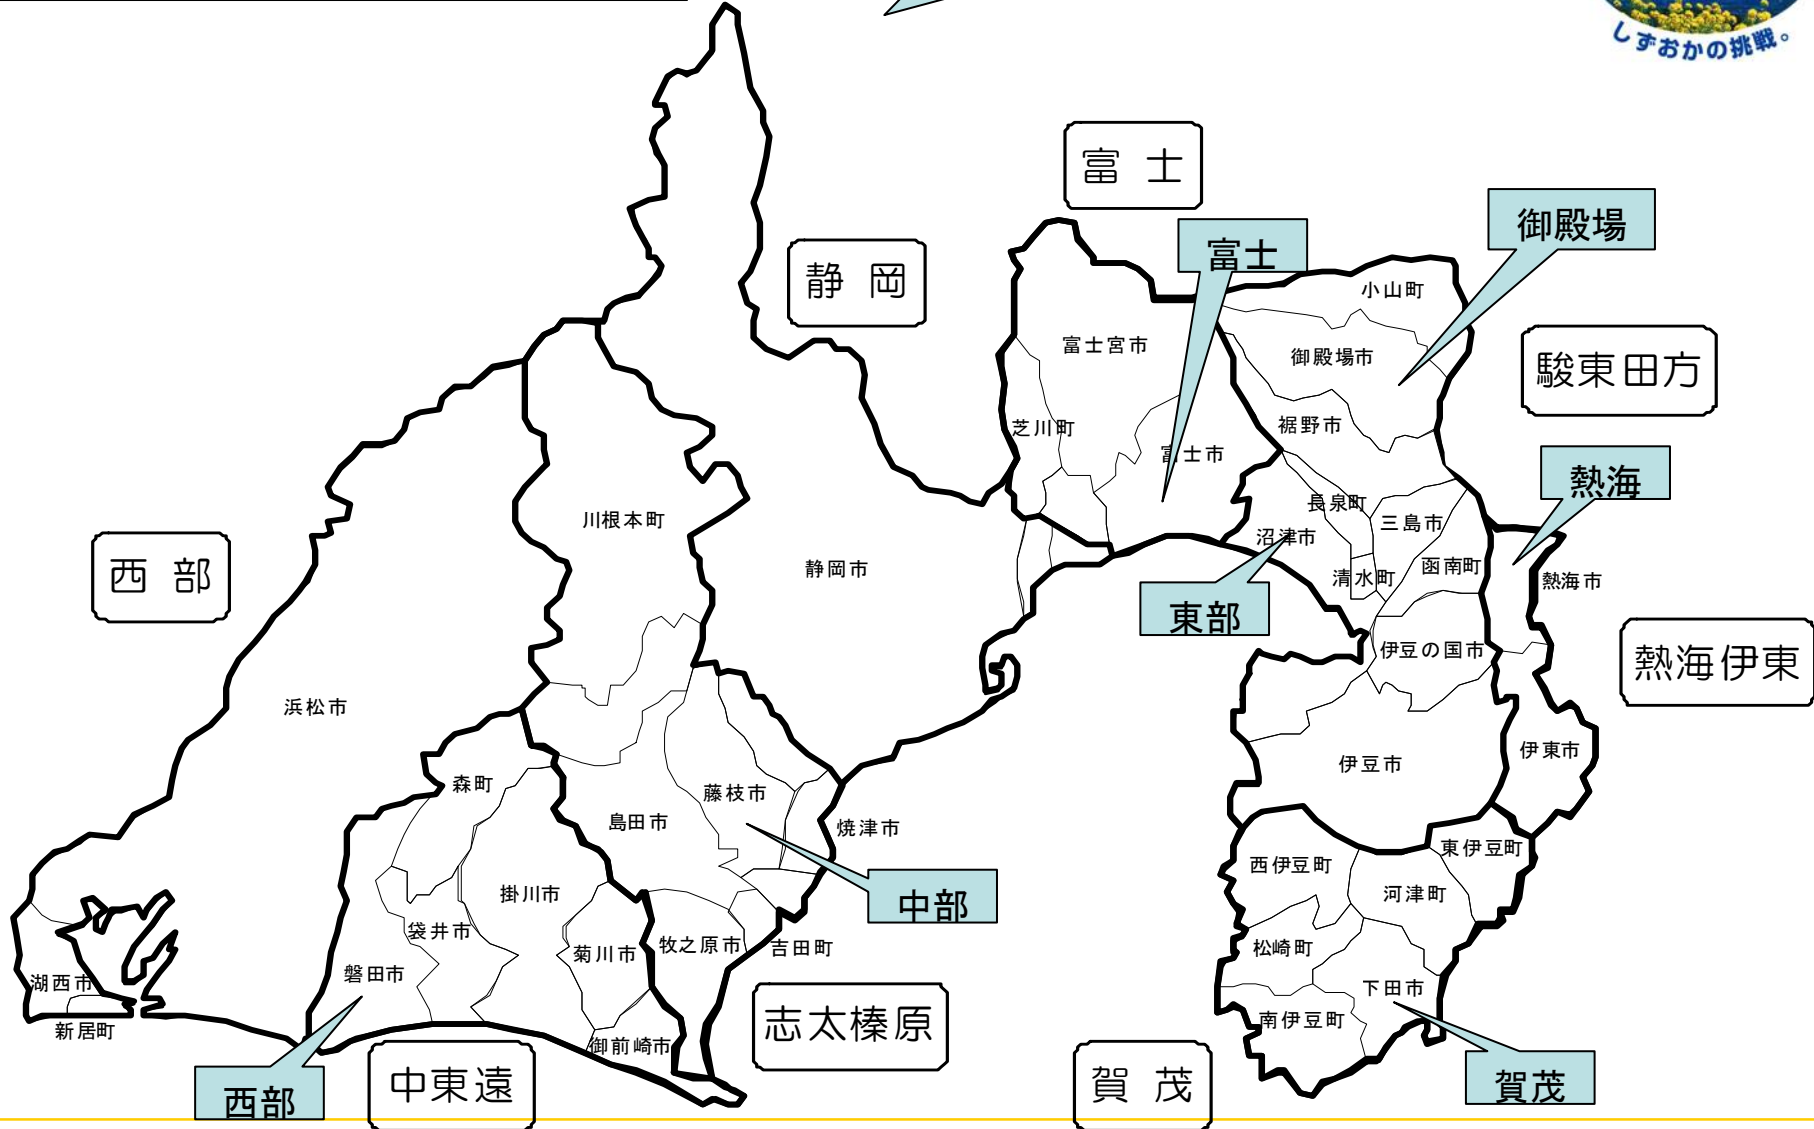 しずおかの挑戦。
富 士
御殿場
富士
静 岡
小山町
富士宮市
御殿場市
駿東田方
芝川町
裾野市
富士市
熱海
長泉町
川根本町
三島市
沼津市
西 部
静岡市
函南町
清水町
熱海市
東部
伊豆の国市
熱海伊東
浜松市
伊東市
伊豆市
森町
藤枝市
島田市
焼津市
東伊豆町
西伊豆町
掛川市
河津町
中部
袋井市
菊川市
牧之原市
吉田町
松崎町
磐田市
湖西市
下田市
志太榛原
南伊豆町
新居町
御前崎市
中東遠
賀 茂
賀茂
西部